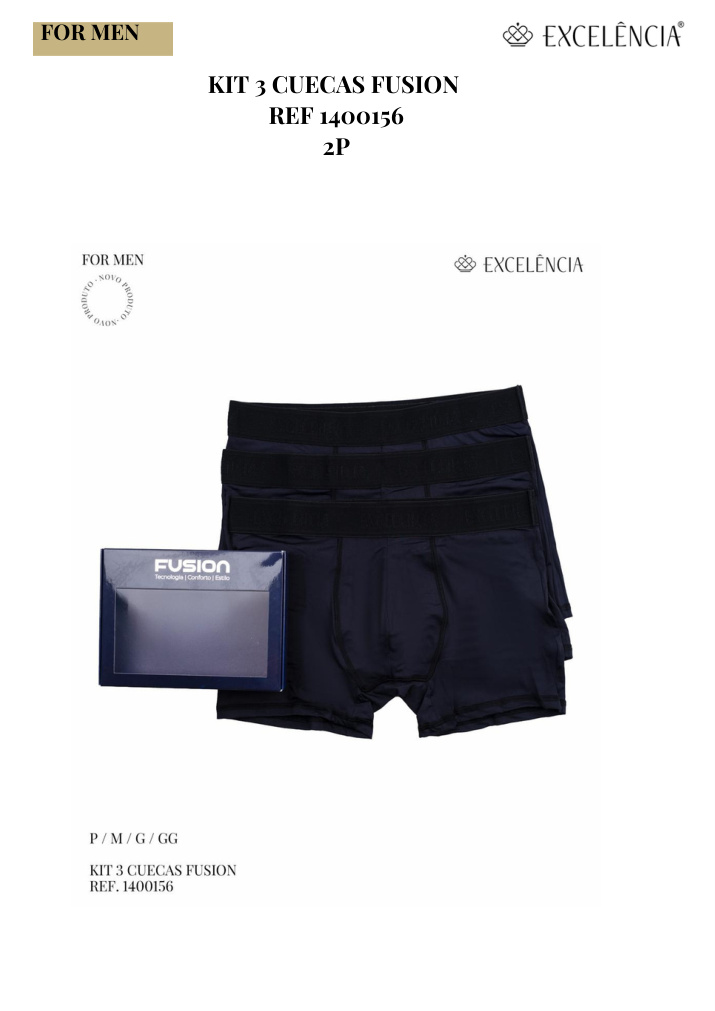 FOR MEN
EXCELÊNCIA®
KIT 3 CUECAS FUSION
REF 1400156
2P
FOR MEN
EXCELÊNCIA
NOVO PRODUTO · NOVO PRODUTO ·
FUSION
Tecnologia | Conforto | Estilo
P / M / G / GG
KIT 3 CUECAS FUSION
REF. 1400156